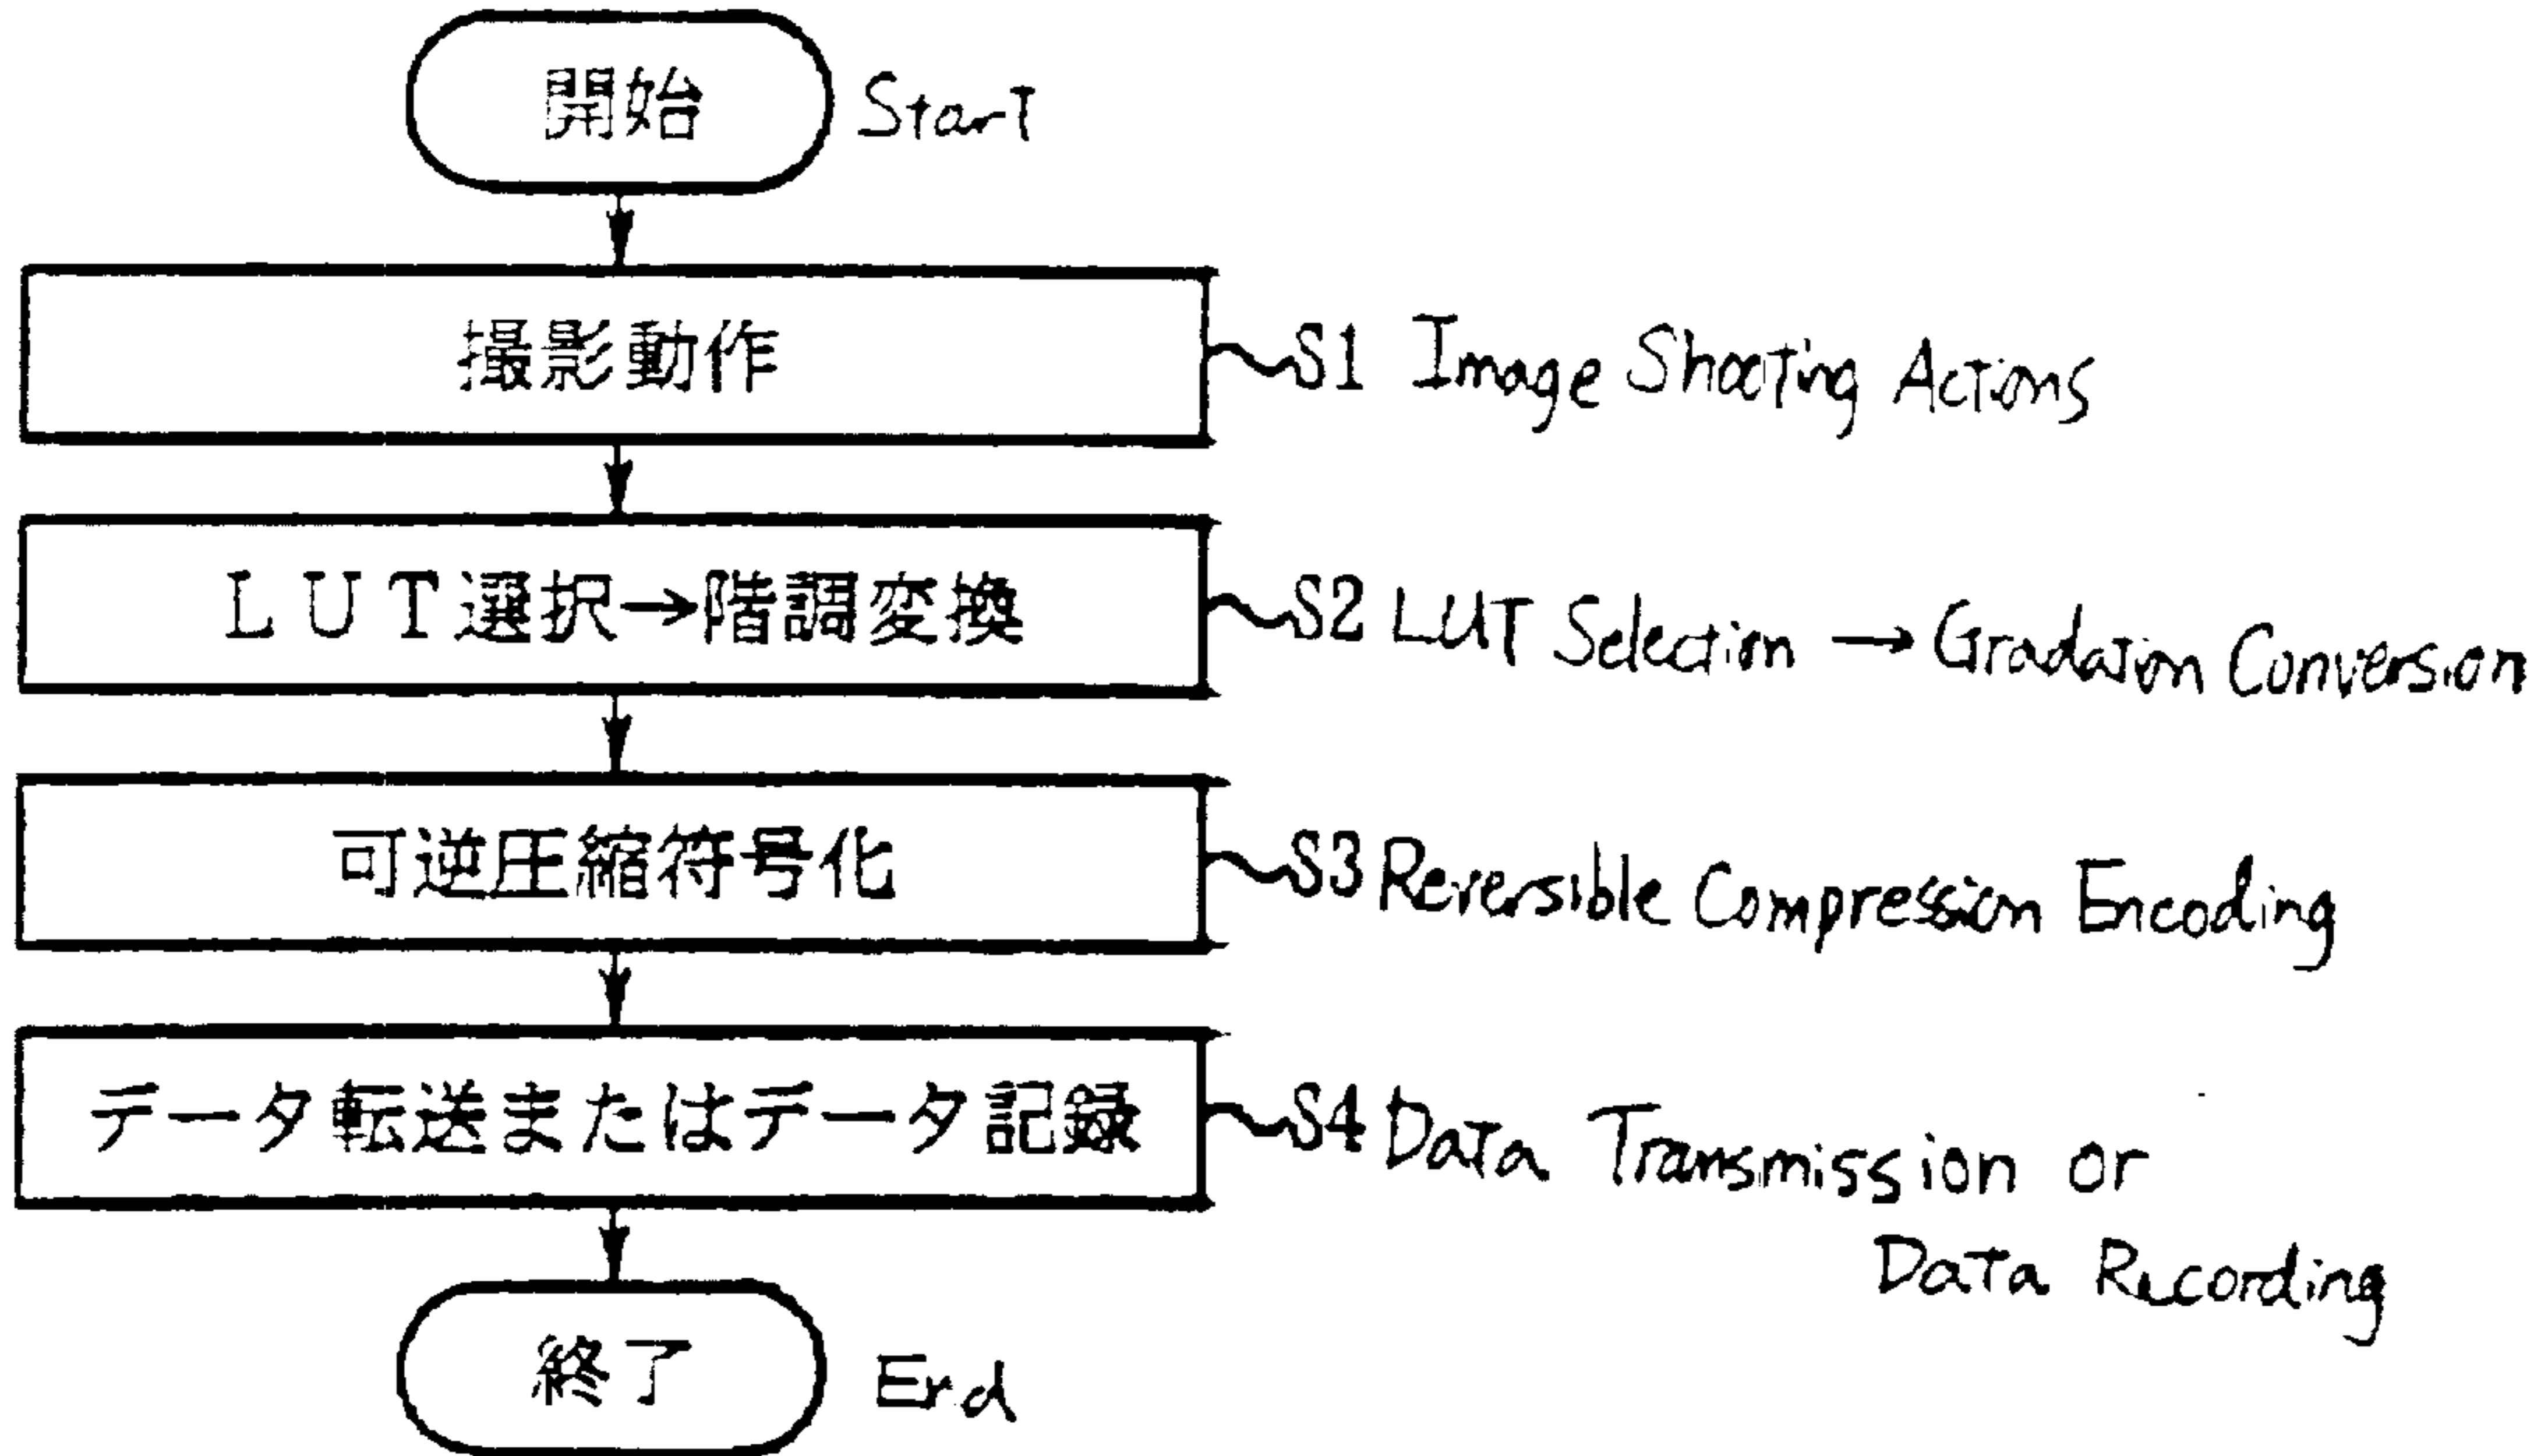 開始 Start
撮影動作 S1 Image Shooting Actions
LUT選択→階調変換 S2 LUT Selection → Gradation Conversion
可逆圧縮符号化 S3 Reversible Compression Encoding
データ転送またはデータ記録 S4 Data Transmission or
Data Recording
終了 End